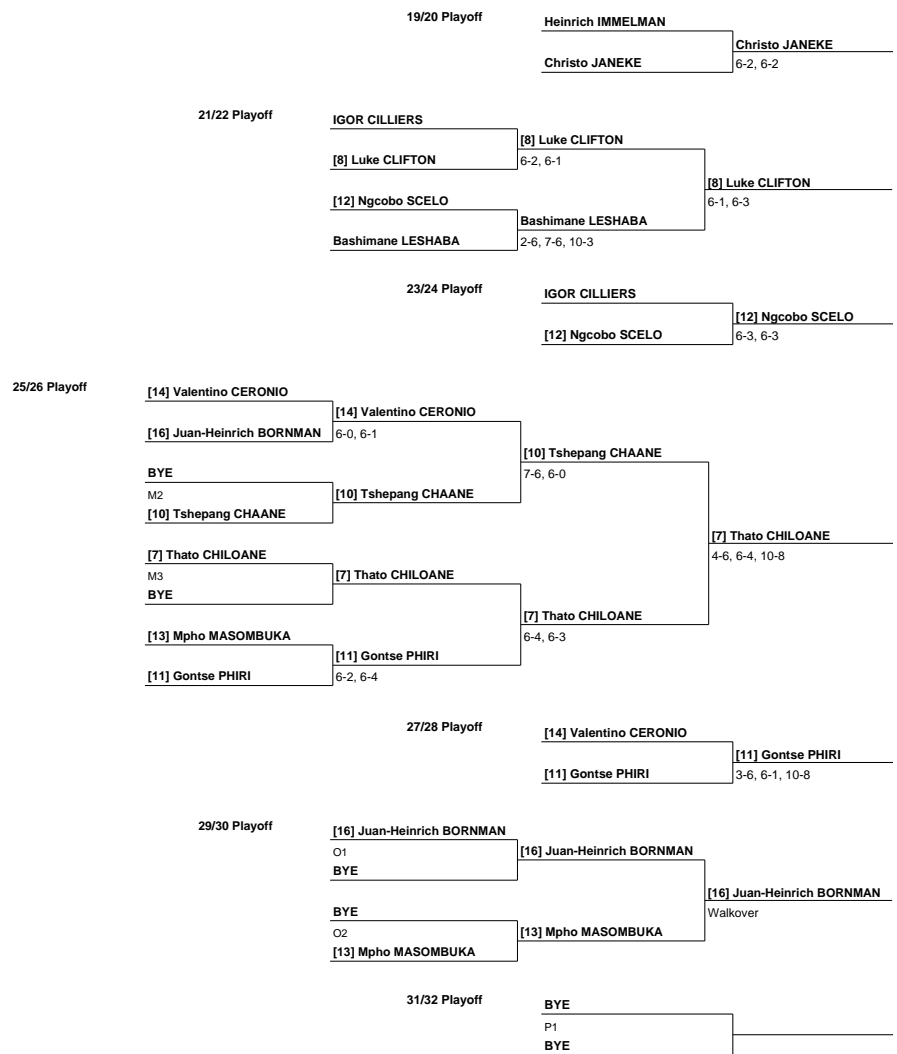 19/20 Playoff
Heinrich IMMELMAN
Christo JANEKE
Christo JANEKE
6-2, 6-2
21/22 Playoff
IGOR CILLIERS
[8] Luke CLIFTON
[8] Luke CLIFTON
6-2, 6-1
[8] Luke CLIFTON
[12] Ngcobo SCELO
6-1, 6-3
Bashimane LESHABA
Bashimane LESHABA
2-6, 7-6, 10-3
23/24 Playoff
IGOR CILLIERS
[12] Ngcobo SCELO
[12] Ngcobo SCELO
6-3, 6-3
25/26 Playoff
[14] Valentino CERONIO
[14] Valentino CERONIO
[16] Juan-Heinrich BORNMAN
6-0, 6-1
[10] Tshepang CHAANE
BYE
7-6, 6-0
M2
[10] Tshepang CHAANE
[10] Tshepang CHAANE
[7] Thato CHILOANE
[7] Thato CHILOANE
4-6, 6-4, 10-8
M3
[7] Thato CHILOANE
BYE
[7] Thato CHILOANE
[13] Mpho MASOMBUKA
6-4, 6-3
[11] Gontse PHIRI
[11] Gontse PHIRI
6-2, 6-4
27/28 Playoff
[14] Valentino CERONIO
[11] Gontse PHIRI
[11] Gontse PHIRI
3-6, 6-1, 10-8
29/30 Playoff
[16] Juan-Heinrich BORNMAN
O1
[16] Juan-Heinrich BORNMAN
BYE
[16] Juan-Heinrich BORNMAN
BYE
Walkover
O2
[13] Mpho MASOMBUKA
[13] Mpho MASOMBUKA
31/32 Playoff
BYE
P1
BYE